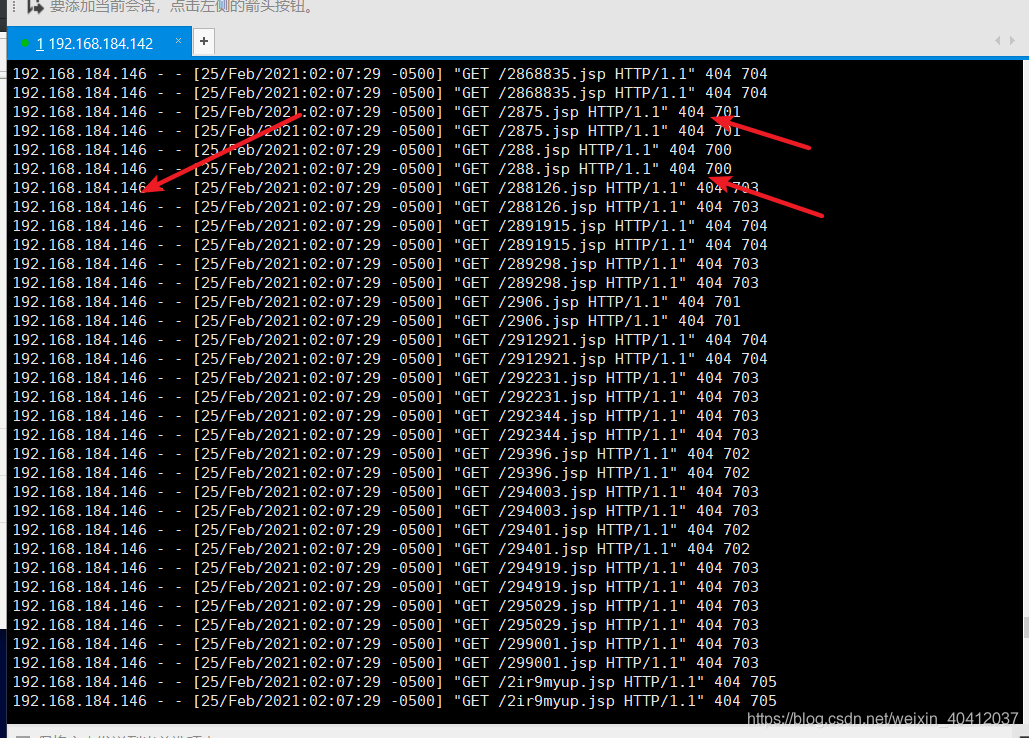 要添加当前会话，点击左侧的箭头按钮。
1 192.168.184.142 × +
192.168.184.146 - - [25/Feb/2021:02:07:29 -0500] "GET /2868835.jsp HTTP/1.1" 404 704
192.168.184.146 - - [25/Feb/2021:02:07:29 -0500] "GET /2868835.jsp HTTP/1.1" 404 704
192.168.184.146 - - [25/Feb/2021:02:07:29 -0500] "GET /2875.jsp HTTP/1.1" 404 701
192.168.184.146 - - [25/Feb/2021:02:07:29 -0500] "GET /2875.jsp HTTP/1.1" 404 701
192.168.184.146 - - [25/Feb/2021:02:07:29 -0500] "GET /288.jsp HTTP/1.1" 404 700
192.168.184.146 - - [25/Feb/2021:02:07:29 -0500] "GET /288.jsp HTTP/1.1" 404 700
192.168.184.146 - - [25/Feb/2021:02:07:29 -0500] "GET /288126.jsp HTTP/1.1" 404 703
192.168.184.146 - - [25/Feb/2021:02:07:29 -0500] "GET /288126.jsp HTTP/1.1" 404 703
192.168.184.146 - - [25/Feb/2021:02:07:29 -0500] "GET /2891915.jsp HTTP/1.1" 404 704
192.168.184.146 - - [25/Feb/2021:02:07:29 -0500] "GET /2891915.jsp HTTP/1.1" 404 704
192.168.184.146 - - [25/Feb/2021:02:07:29 -0500] "GET /289298.jsp HTTP/1.1" 404 703
192.168.184.146 - - [25/Feb/2021:02:07:29 -0500] "GET /289298.jsp HTTP/1.1" 404 703
192.168.184.146 - - [25/Feb/2021:02:07:29 -0500] "GET /2906.jsp HTTP/1.1" 404 701
192.168.184.146 - - [25/Feb/2021:02:07:29 -0500] "GET /2906.jsp HTTP/1.1" 404 701
192.168.184.146 - - [25/Feb/2021:02:07:29 -0500] "GET /2912921.jsp HTTP/1.1" 404 704
192.168.184.146 - - [25/Feb/2021:02:07:29 -0500] "GET /2912921.jsp HTTP/1.1" 404 704
192.168.184.146 - - [25/Feb/2021:02:07:29 -0500] "GET /292231.jsp HTTP/1.1" 404 703
192.168.184.146 - - [25/Feb/2021:02:07:29 -0500] "GET /292231.jsp HTTP/1.1" 404 703
192.168.184.146 - - [25/Feb/2021:02:07:29 -0500] "GET /292344.jsp HTTP/1.1" 404 703
192.168.184.146 - - [25/Feb/2021:02:07:29 -0500] "GET /292344.jsp HTTP/1.1" 404 703
192.168.184.146 - - [25/Feb/2021:02:07:29 -0500] "GET /29396.jsp HTTP/1.1" 404 702
192.168.184.146 - - [25/Feb/2021:02:07:29 -0500] "GET /29396.jsp HTTP/1.1" 404 702
192.168.184.146 - - [25/Feb/2021:02:07:29 -0500] "GET /294003.jsp HTTP/1.1" 404 703
192.168.184.146 - - [25/Feb/2021:02:07:29 -0500] "GET /294003.jsp HTTP/1.1" 404 703
192.168.184.146 - - [25/Feb/2021:02:07:29 -0500] "GET /29401.jsp HTTP/1.1" 404 702
192.168.184.146 - - [25/Feb/2021:02:07:29 -0500] "GET /29401.jsp HTTP/1.1" 404 702
192.168.184.146 - - [25/Feb/2021:02:07:29 -0500] "GET /294919.jsp HTTP/1.1" 404 703
192.168.184.146 - - [25/Feb/2021:02:07:29 -0500] "GET /294919.jsp HTTP/1.1" 404 703
192.168.184.146 - - [25/Feb/2021:02:07:29 -0500] "GET /295029.jsp HTTP/1.1" 404 703
192.168.184.146 - - [25/Feb/2021:02:07:29 -0500] "GET /295029.jsp HTTP/1.1" 404 703
192.168.184.146 - - [25/Feb/2021:02:07:29 -0500] "GET /299001.jsp HTTP/1.1" 404 703
192.168.184.146 - - [25/Feb/2021:02:07:29 -0500] "GET /299001.jsp HTTP/1.1" 404 703
192.168.184.146 - - [25/Feb/2021:02:07:29 -0500] "GET /2ir9myup.jsp HTTP/1.1" 404 705
192.168.184.146 - - [25/Feb/2021:02:07:29 -0500] "GET /2ir9myup.jsp HTTP/1.1" 404 705
https://blog.csdn.net/weixin_40412037